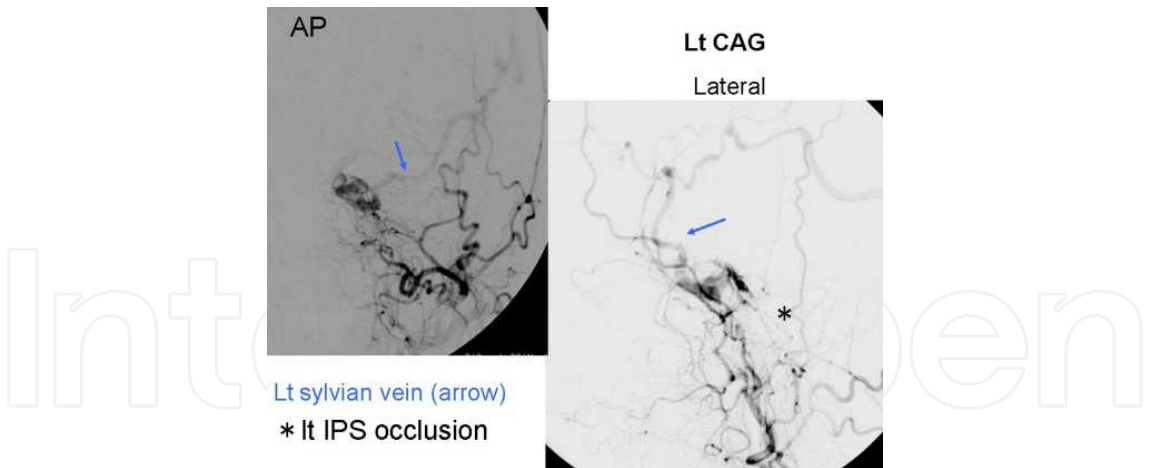 AP
Lt CAG
Lateral
Lt sylvian vein (arrow)
* lt IPS occlusion
*